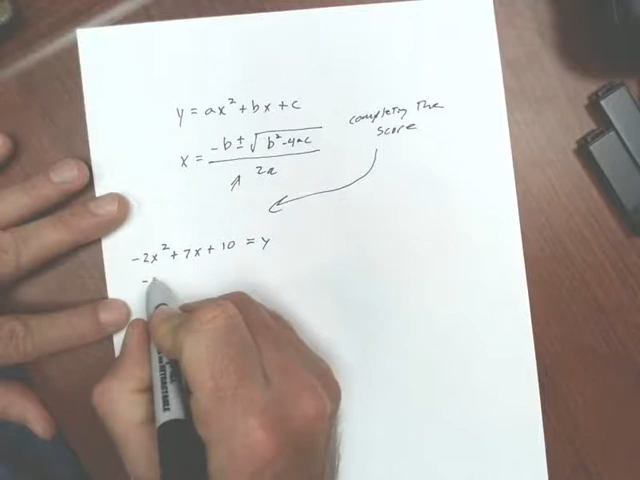 y = ax² + bx + c
x = -b ± √b²-4ac / 2a
completing the
score
-2x² + 7x + 10 = y
-